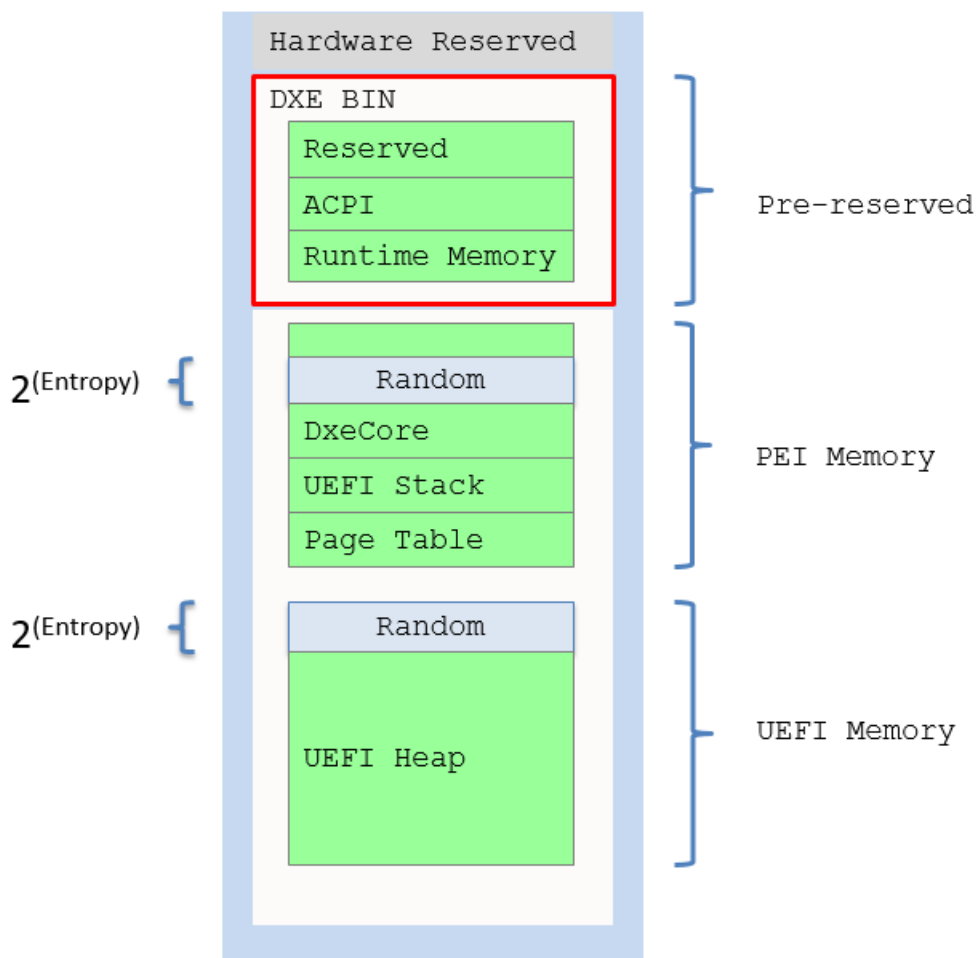 Hardware Reserved
DXE BIN
Reserved
ACPI
Runtime Memory
Pre-reserved
2(Entropy)
Random
DxeCore
UEFI Stack
Page Table
PEI Memory
2(Entropy)
Random
UEFI Heap
UEFI Memory